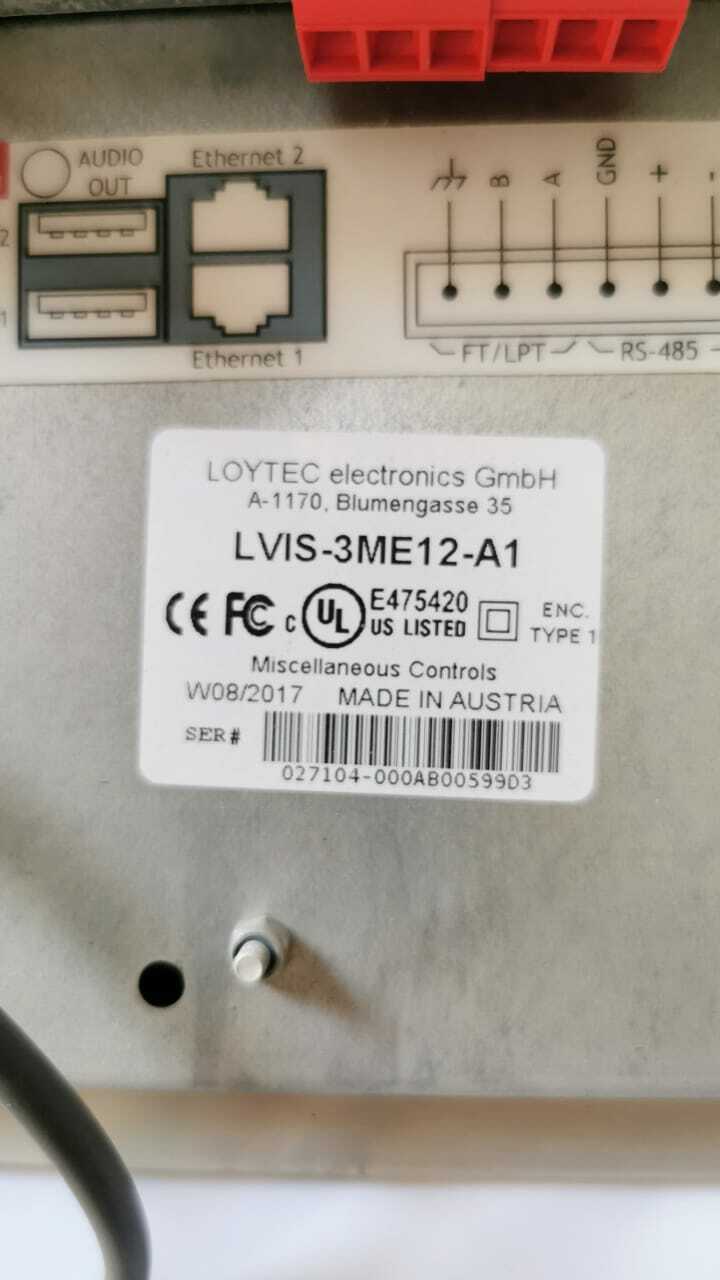 AUDIO
OUT
Ethernet 2
2
1
Ethernet 1
B
A
GND
+
-
FT/LPT
RS-485
LOYTEC electronics GmbH
A-1170, Blumengasse 35
LVIS-3ME12-A1
CE FC c UL E475420
US LISTED
ENC.
TYPE 1
Miscellaneous Controls
W08/2017 MADE IN AUSTRIA
SER#
027104-000AB00599D3